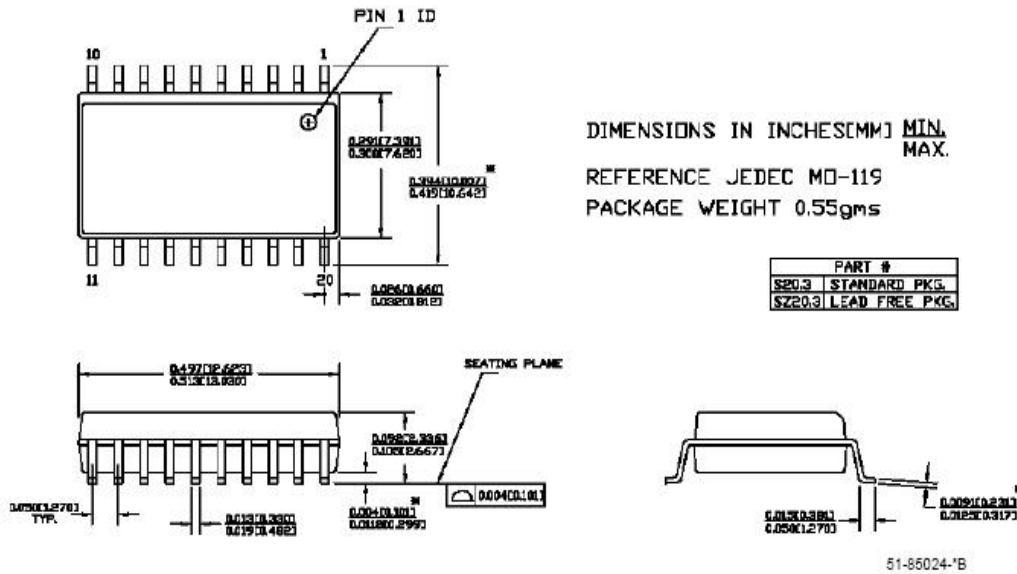 PIN 1 ID
10
1
0.291[7.391]
0.300[7.620]
*
0.394[10.007]
0.419[10.642]
DIMENSIONS IN INCHES[MM] MIN.
MAX.
REFERENCE JEDEC MO-119
PACKAGE WEIGHT 0.55gms
11
20
0.026[0.660]
0.032[0.812]
PART #
S20.3 STANDARD PKG.
SZ20.3 LEAD FREE PKG.
SEATING PLANE
0.497[12.623]
0.513[13.030]
0.092[2.336]
0.105[2.667]
0.004[0.101]
*
0.004[0.101]
0.0118[0.299]
0.050[1.270]
TYP.
0.013[0.330]
0.019[0.482]
0.015[0.381]
0.050[1.270]
*
0.0091[0.231]
0.0125[0.317]
51-85024-*B